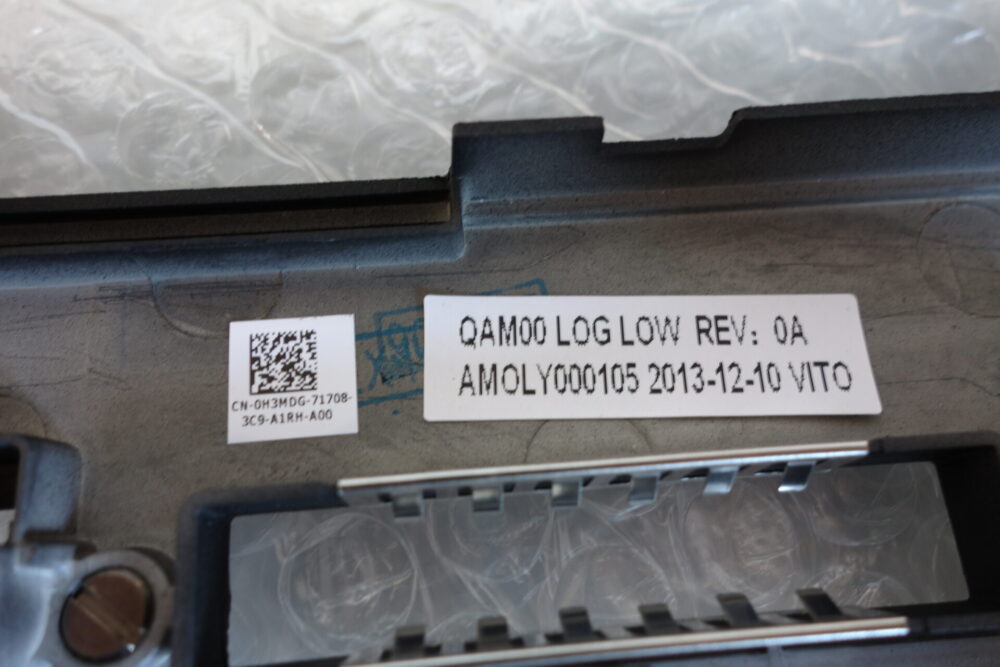 CN-0H3MDG-71708-
3C9-A1RH-A00
QAM00 LOG LOW REV: 0A
AMOLY000105 2013-12-10 VITO